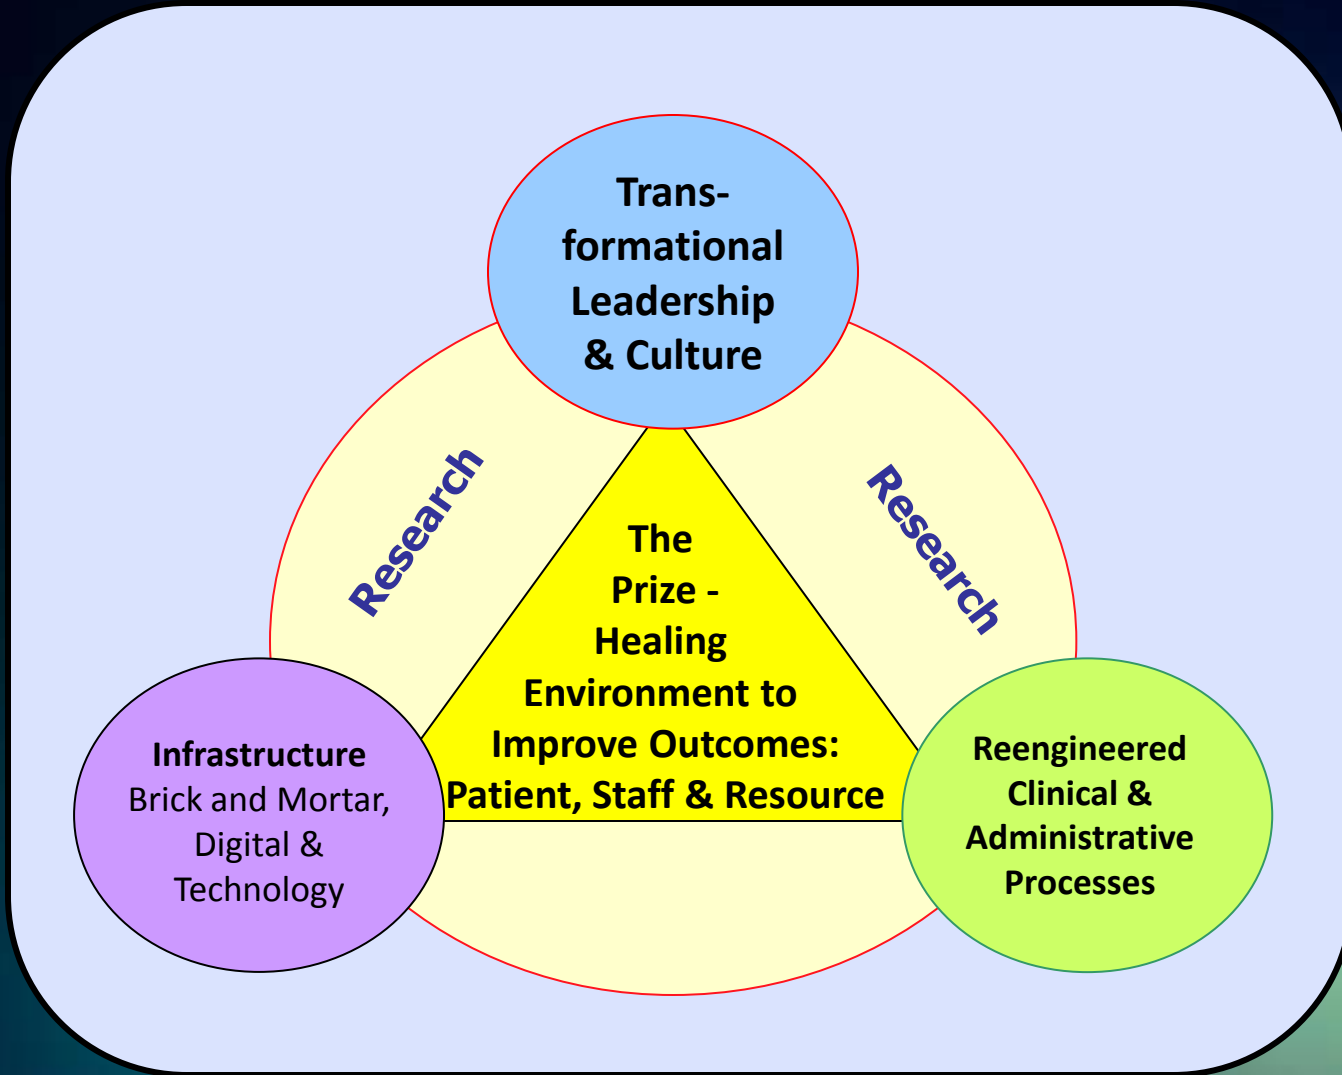 Trans-
formational
Leadership
& Culture
Research
Research
The
Prize -
Healing
Environment to
Improve Outcomes:
Patient, Staff & Resource
Infrastructure
Brick and Mortar,
Digital &
Technology
Reengineered
Clinical &
Administrative
Processes